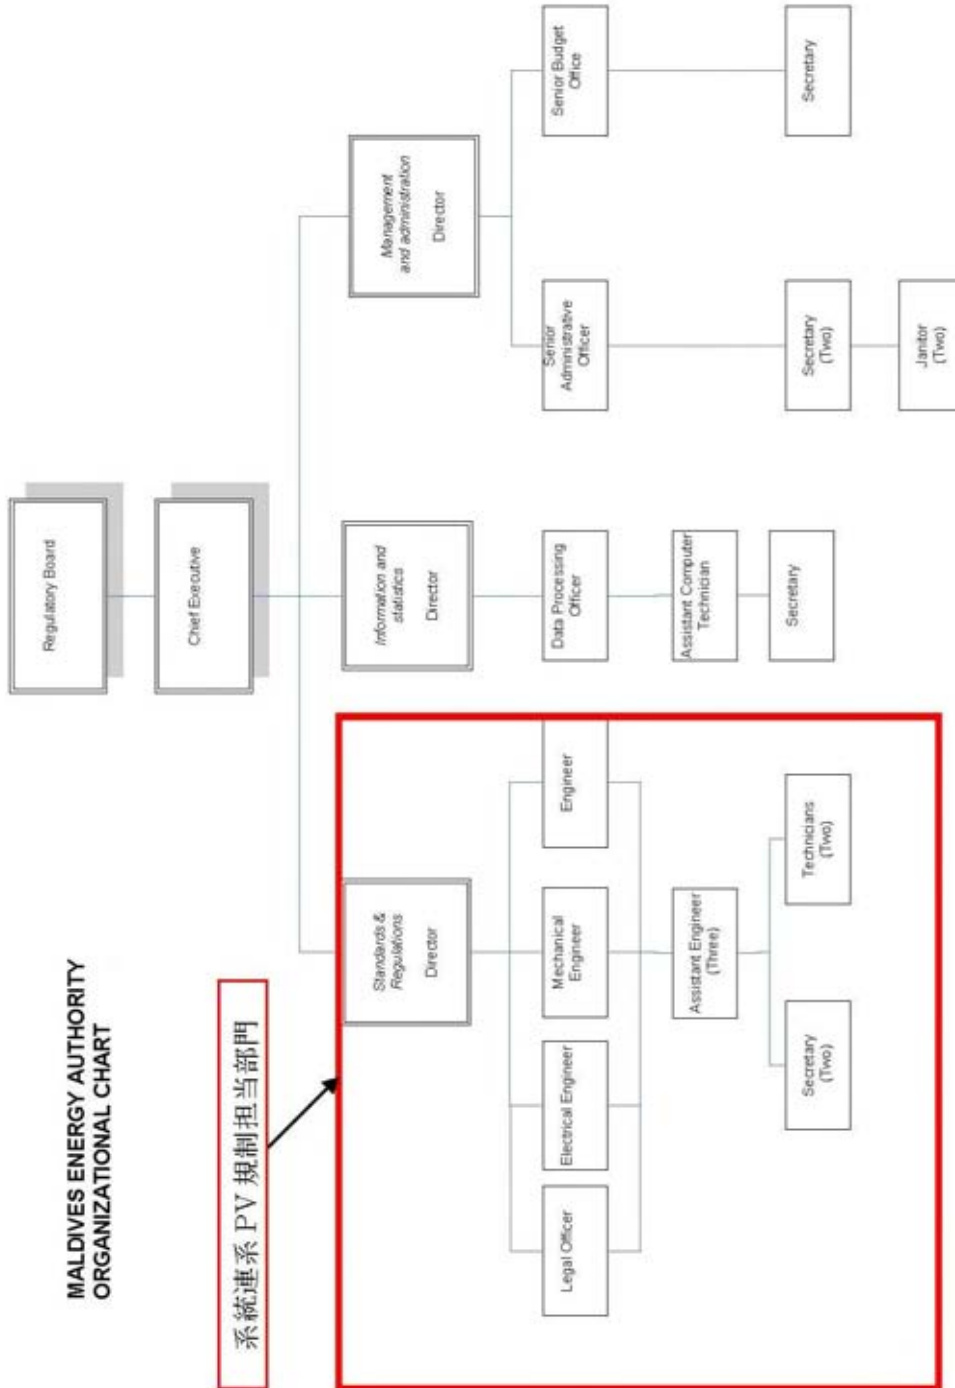 MALDIVES ENERGY AUTHORITY
ORGANIZATIONAL CHART
系統連系 PV 規制担当部門
Regulatory Board
Chief Executive
Standards &
Regulations
Director
Information and
statistics
Director
Management
and administration
Director
Legal Officer
Electrical Engineer
Mechanical
Engineer
Engineer
Data Processing
Officer
Senior
Administrative
Officer
Senior Budget
Office
Assistant Engineer
(Three)
Assistant Computer
Technician
Secretary
(Two)
Technicians
(Two)
Secretary
Secretary
(Two)
Secretary
Janitor
(Two)